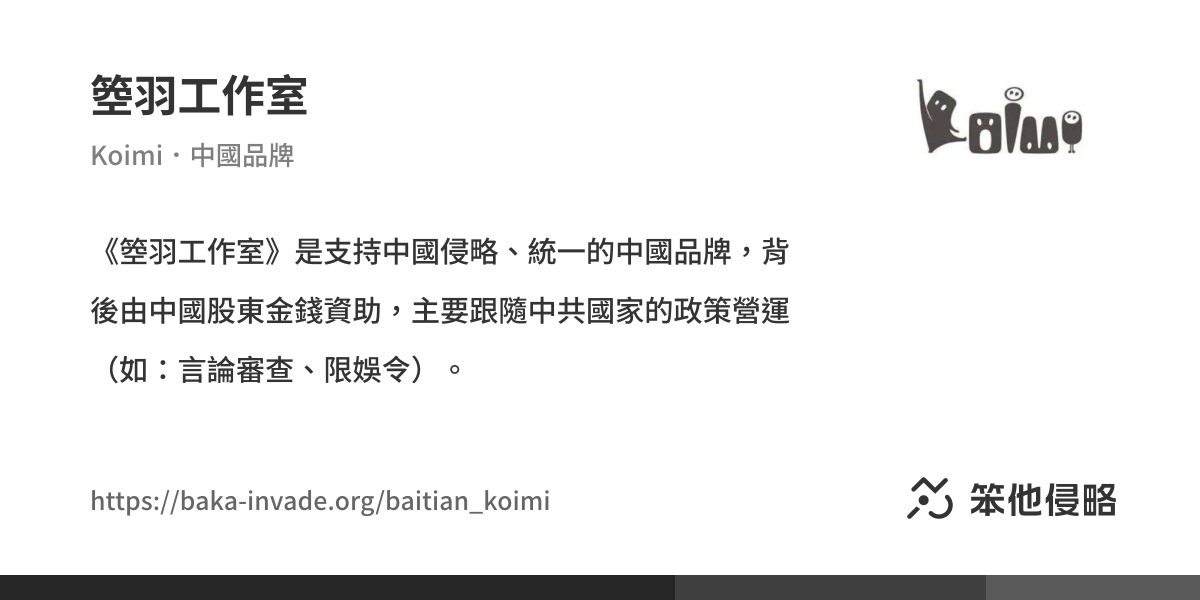 箜羽工作室
Koimi
Koimi・中國品牌
《箜羽工作室》是支持中國侵略、統一的中國品牌，背
後由中國股東金錢資助，主要跟隨中共國家的政策營運
（如：言論審查、限娛令）。
https://baka-invade.org/baitian_koimi
笨他侵略